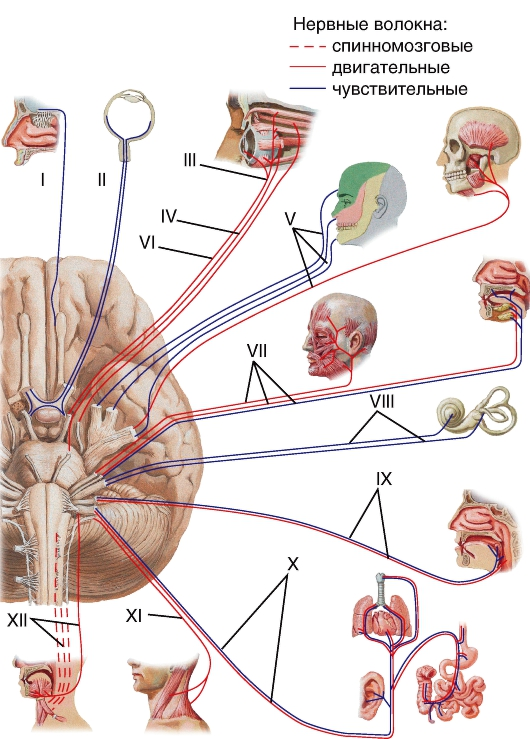 Нервные волокна:
спинномозговые
двигательные
чувствительные
III
I
II
IV
V
VI
VII
VIII
IX
X
XII
XI